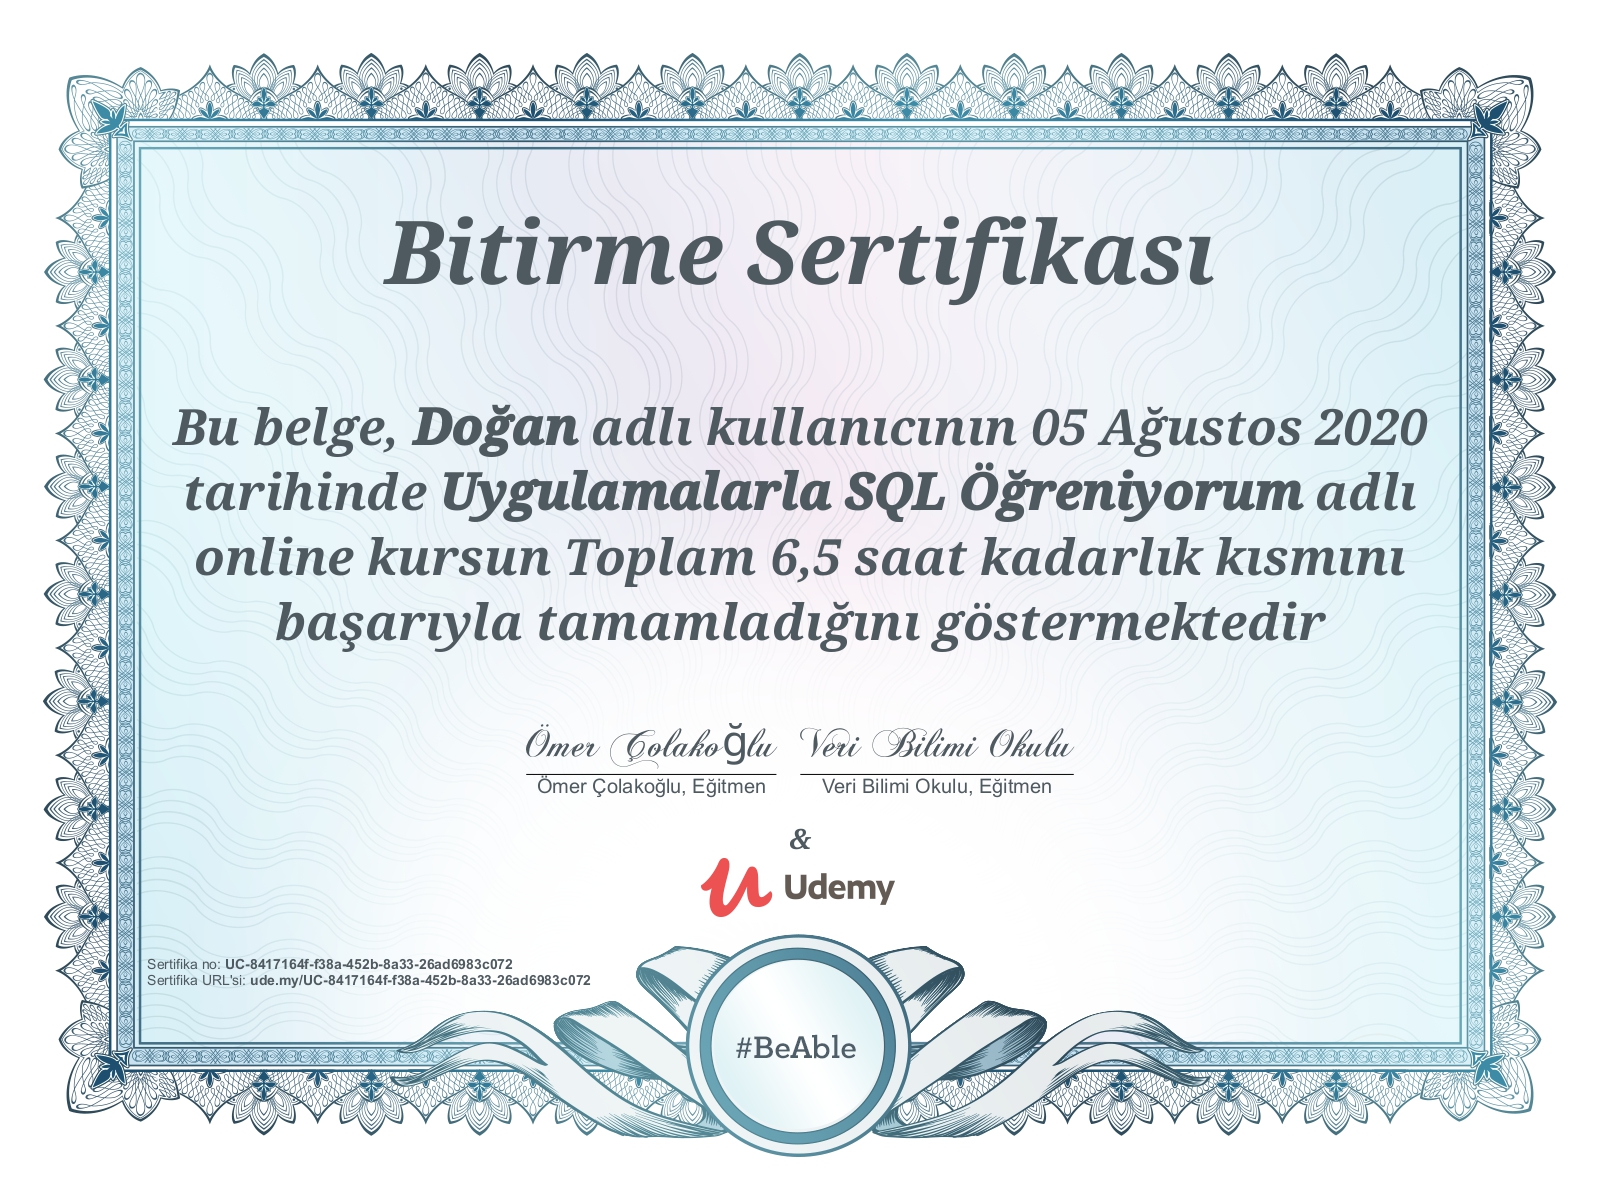 Bitirme Sertifikası
Bu belge, Doğan adlı kullanıcının 05 Ağustos 2020
tarihinde Uygulamalarla SQL Öğreniyorum adlı
online kursun Toplam 6,5 saat kadarlık kısmını
başarıyla tamamladığını göstermektedir
Ömer Çolakoğlu Veri Bilimi Okulu
Ömer Çolakoğlu, Eğitmen Veri Bilimi Okulu, Eğitmen
&
Udemy
Sertifika no: UC-8417164f-f38a-452b-8a33-26ad6983c072
Sertifika URL'si: ude.my/UC-8417164f-f38a-452b-8a33-26ad6983c072
#BeAble